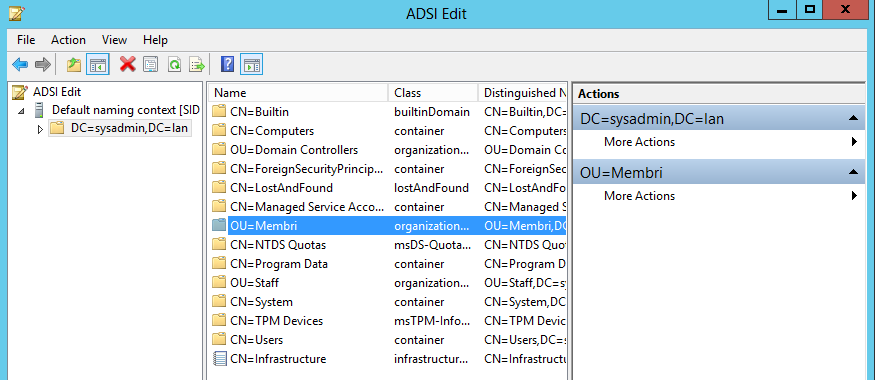 ADSI Edit
File Action View Help
ADSI Edit
Default naming context [SID
DC=sysadmin,DC=lan
Name Class Distinguished N
CN=Builtin builtinDomain CN=Builtin,DC=
CN=Computers container CN=Computers
OU=Domain Controllers organization... OU=Domain Co
CN=ForeignSecurityPrincip... container CN=ForeignSec
CN=LostAndFound lostAndFound CN=LostAndFo
CN=Managed Service Acco... container CN=Managed S
OU=Membri organization... OU=Membri,DC
CN=NTDS Quotas msDS-Quota... CN=NTDS Quo
CN=Program Data container CN=Program D
OU=Staff organization... OU=Staff,DC=s
CN=System container CN=System,DC
CN=TPM Devices msTPM-Info... CN=TPM Devic
CN=Users container CN=Users,DC=s
CN=Infrastructure infrastructur... CN=Infrastruct
Actions
DC=sysadmin,DC=lan
More Actions
OU=Membri
More Actions